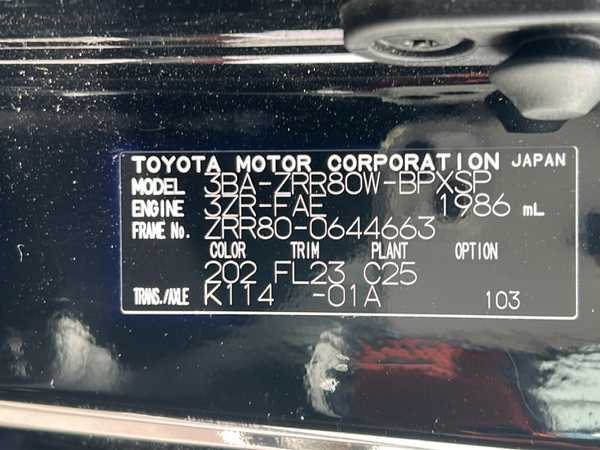 TOYOTA MOTOR CORPORATION JAPAN
MODEL 3BA-ZRR80W-BPXSP
ENGINE 3ZR-FAE 1986 mL
FRAME No. ZRR80-0644663
COLOR TRIM PLANT OPTION
202 FL23 C25
TRANS./AXLE K114 -01A 103